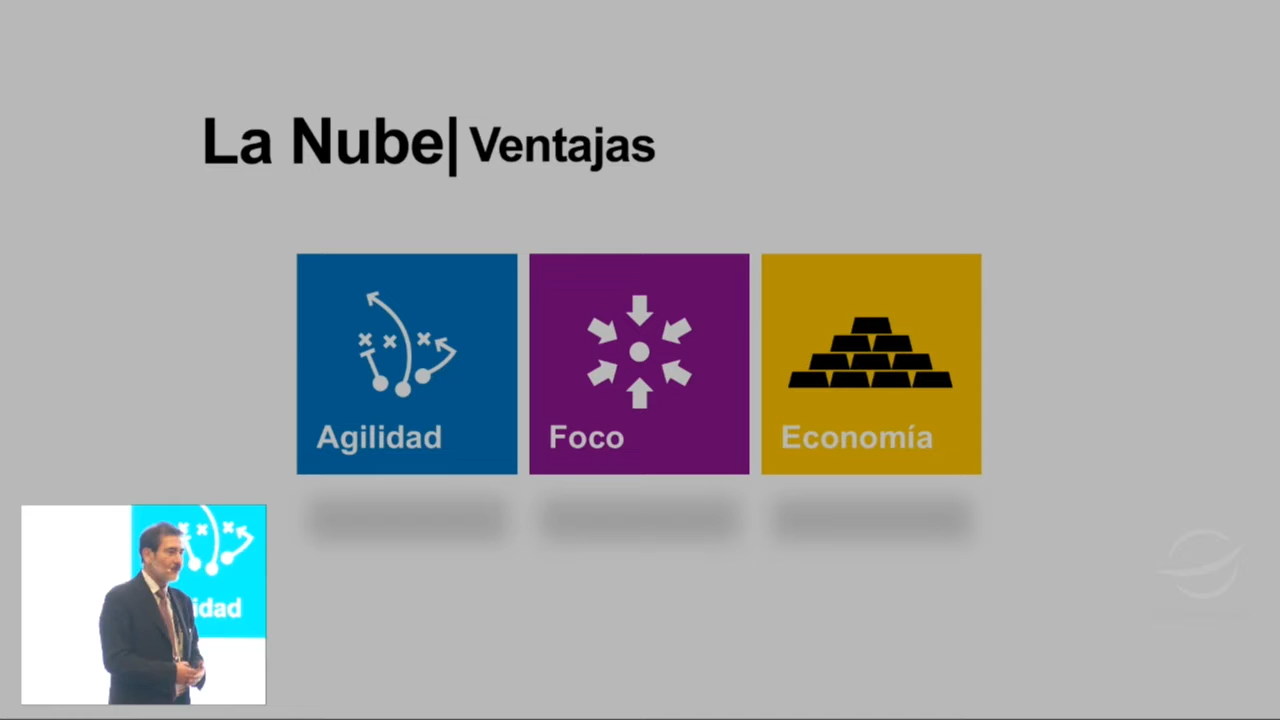 La Nube| Ventajas
Agilidad
Foco
Economía
idad